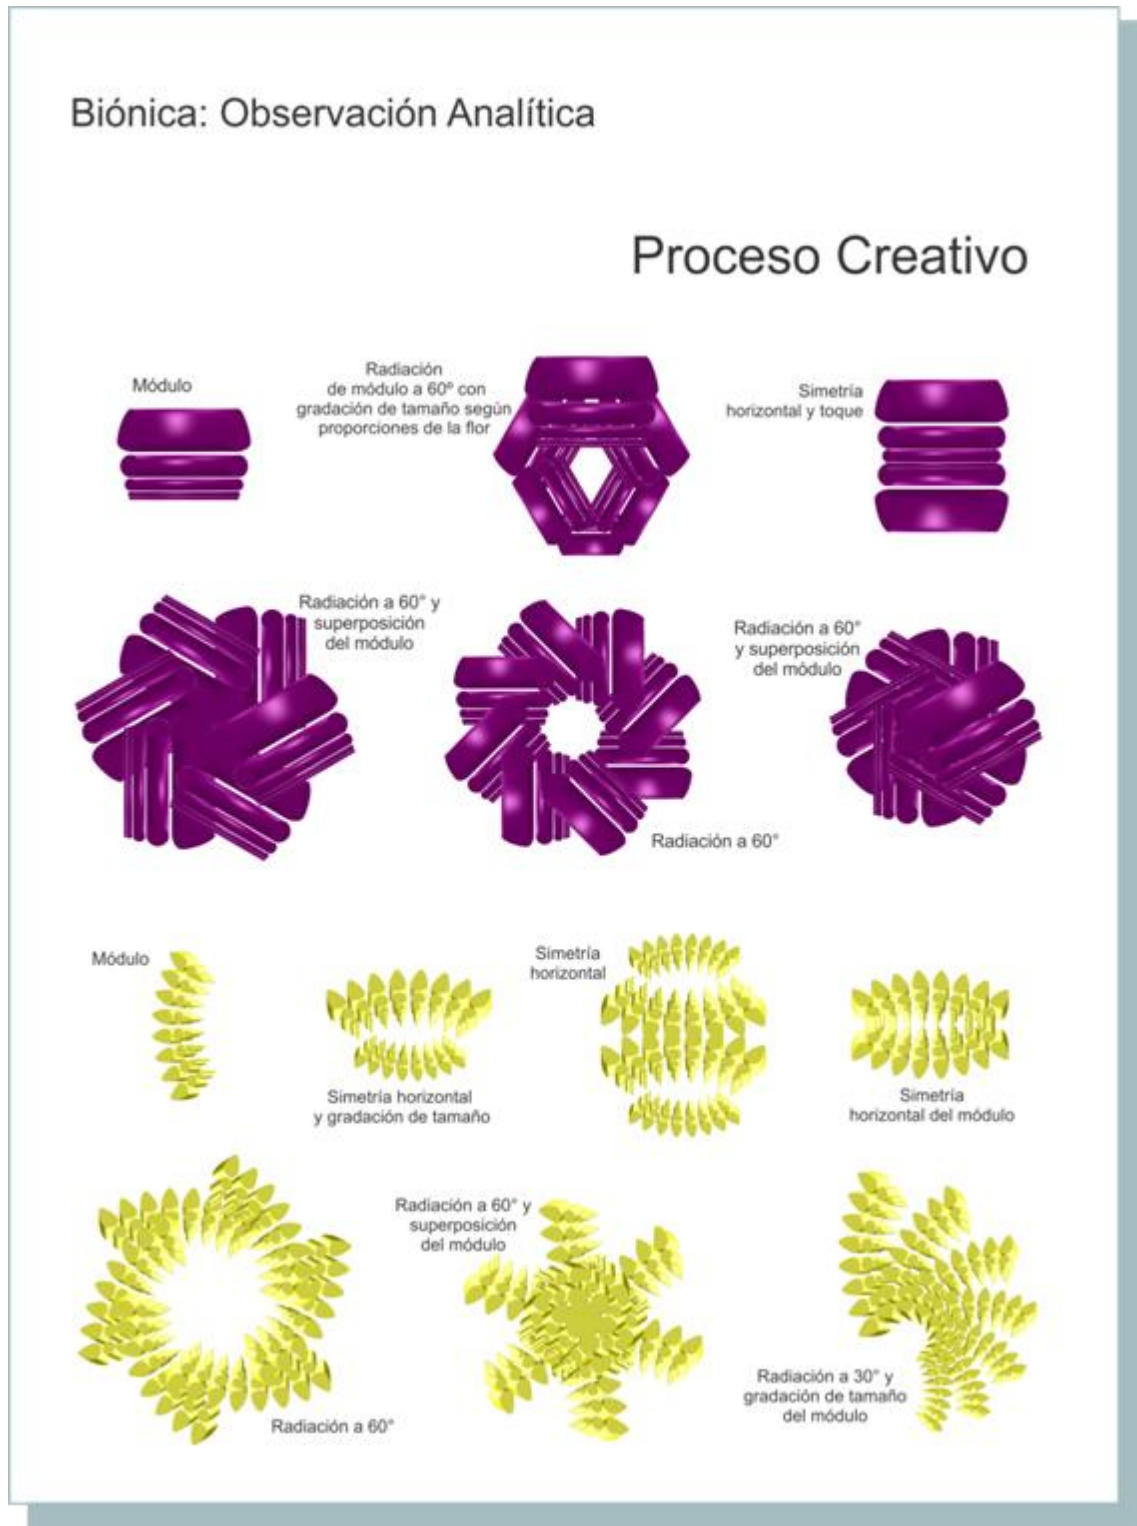 Biónica: Observación Analítica
Proceso Creativo
Módulo
Radiación
de módulo a 60º con
gradación de tamaño según
proporciones de la flor
Simetría
horizontal y toque
Radiación a 60° y
superposición
del módulo
Radiación a 60°
Radiación a 60°
y superposición
del módulo
Módulo
Simetría horizontal
y gradación de tamaño
Simetría
horizontal
Simetría
horizontal del módulo
Radiación a 60°
Radiación a 60° y
superposición
del módulo
Radiación a 30° y
gradación de tamaño
del módulo